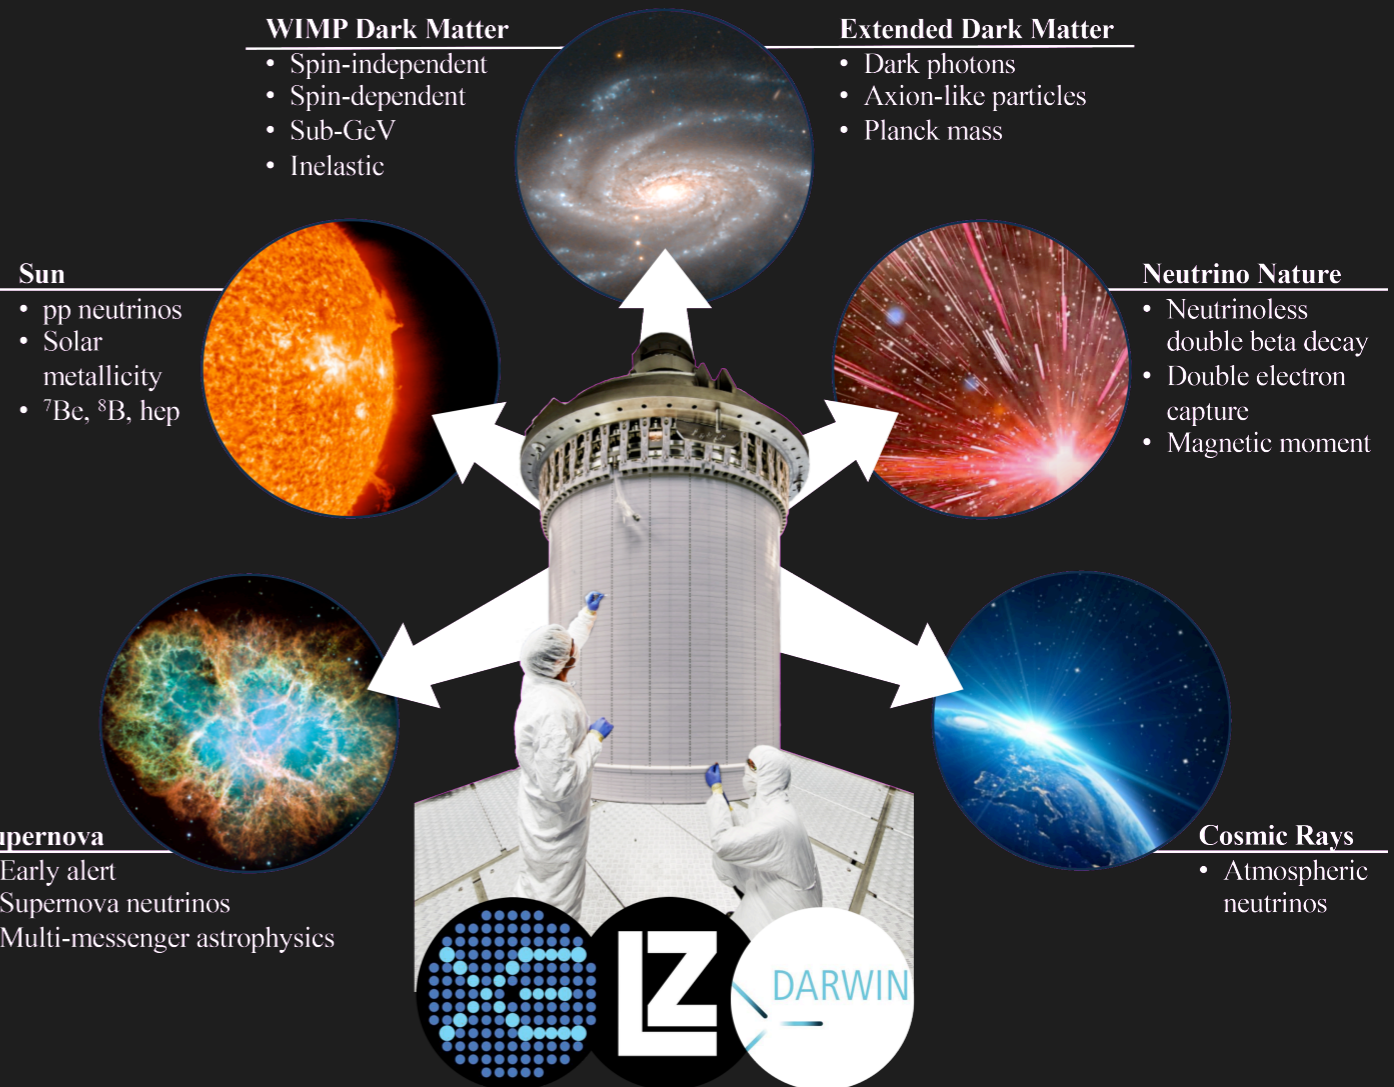 WIMP Dark Matter
• Spin-independent
• Spin-dependent
• Sub-GeV
• Inelastic
Extended Dark Matter
• Dark photons
• Axion-like particles
• Planck mass
Sun
• pp neutrinos
• Solar
metallicity
• ⁷Be, ⁸B, hep
Neutrino Nature
• Neutrinoless
double beta decay
• Double electron
capture
• Magnetic moment
upernova
Early alert
Supernova neutrinos
Multi-messenger astrophysics
Cosmic Rays
• Atmospheric
neutrinos
XE
LZ
DARWIN